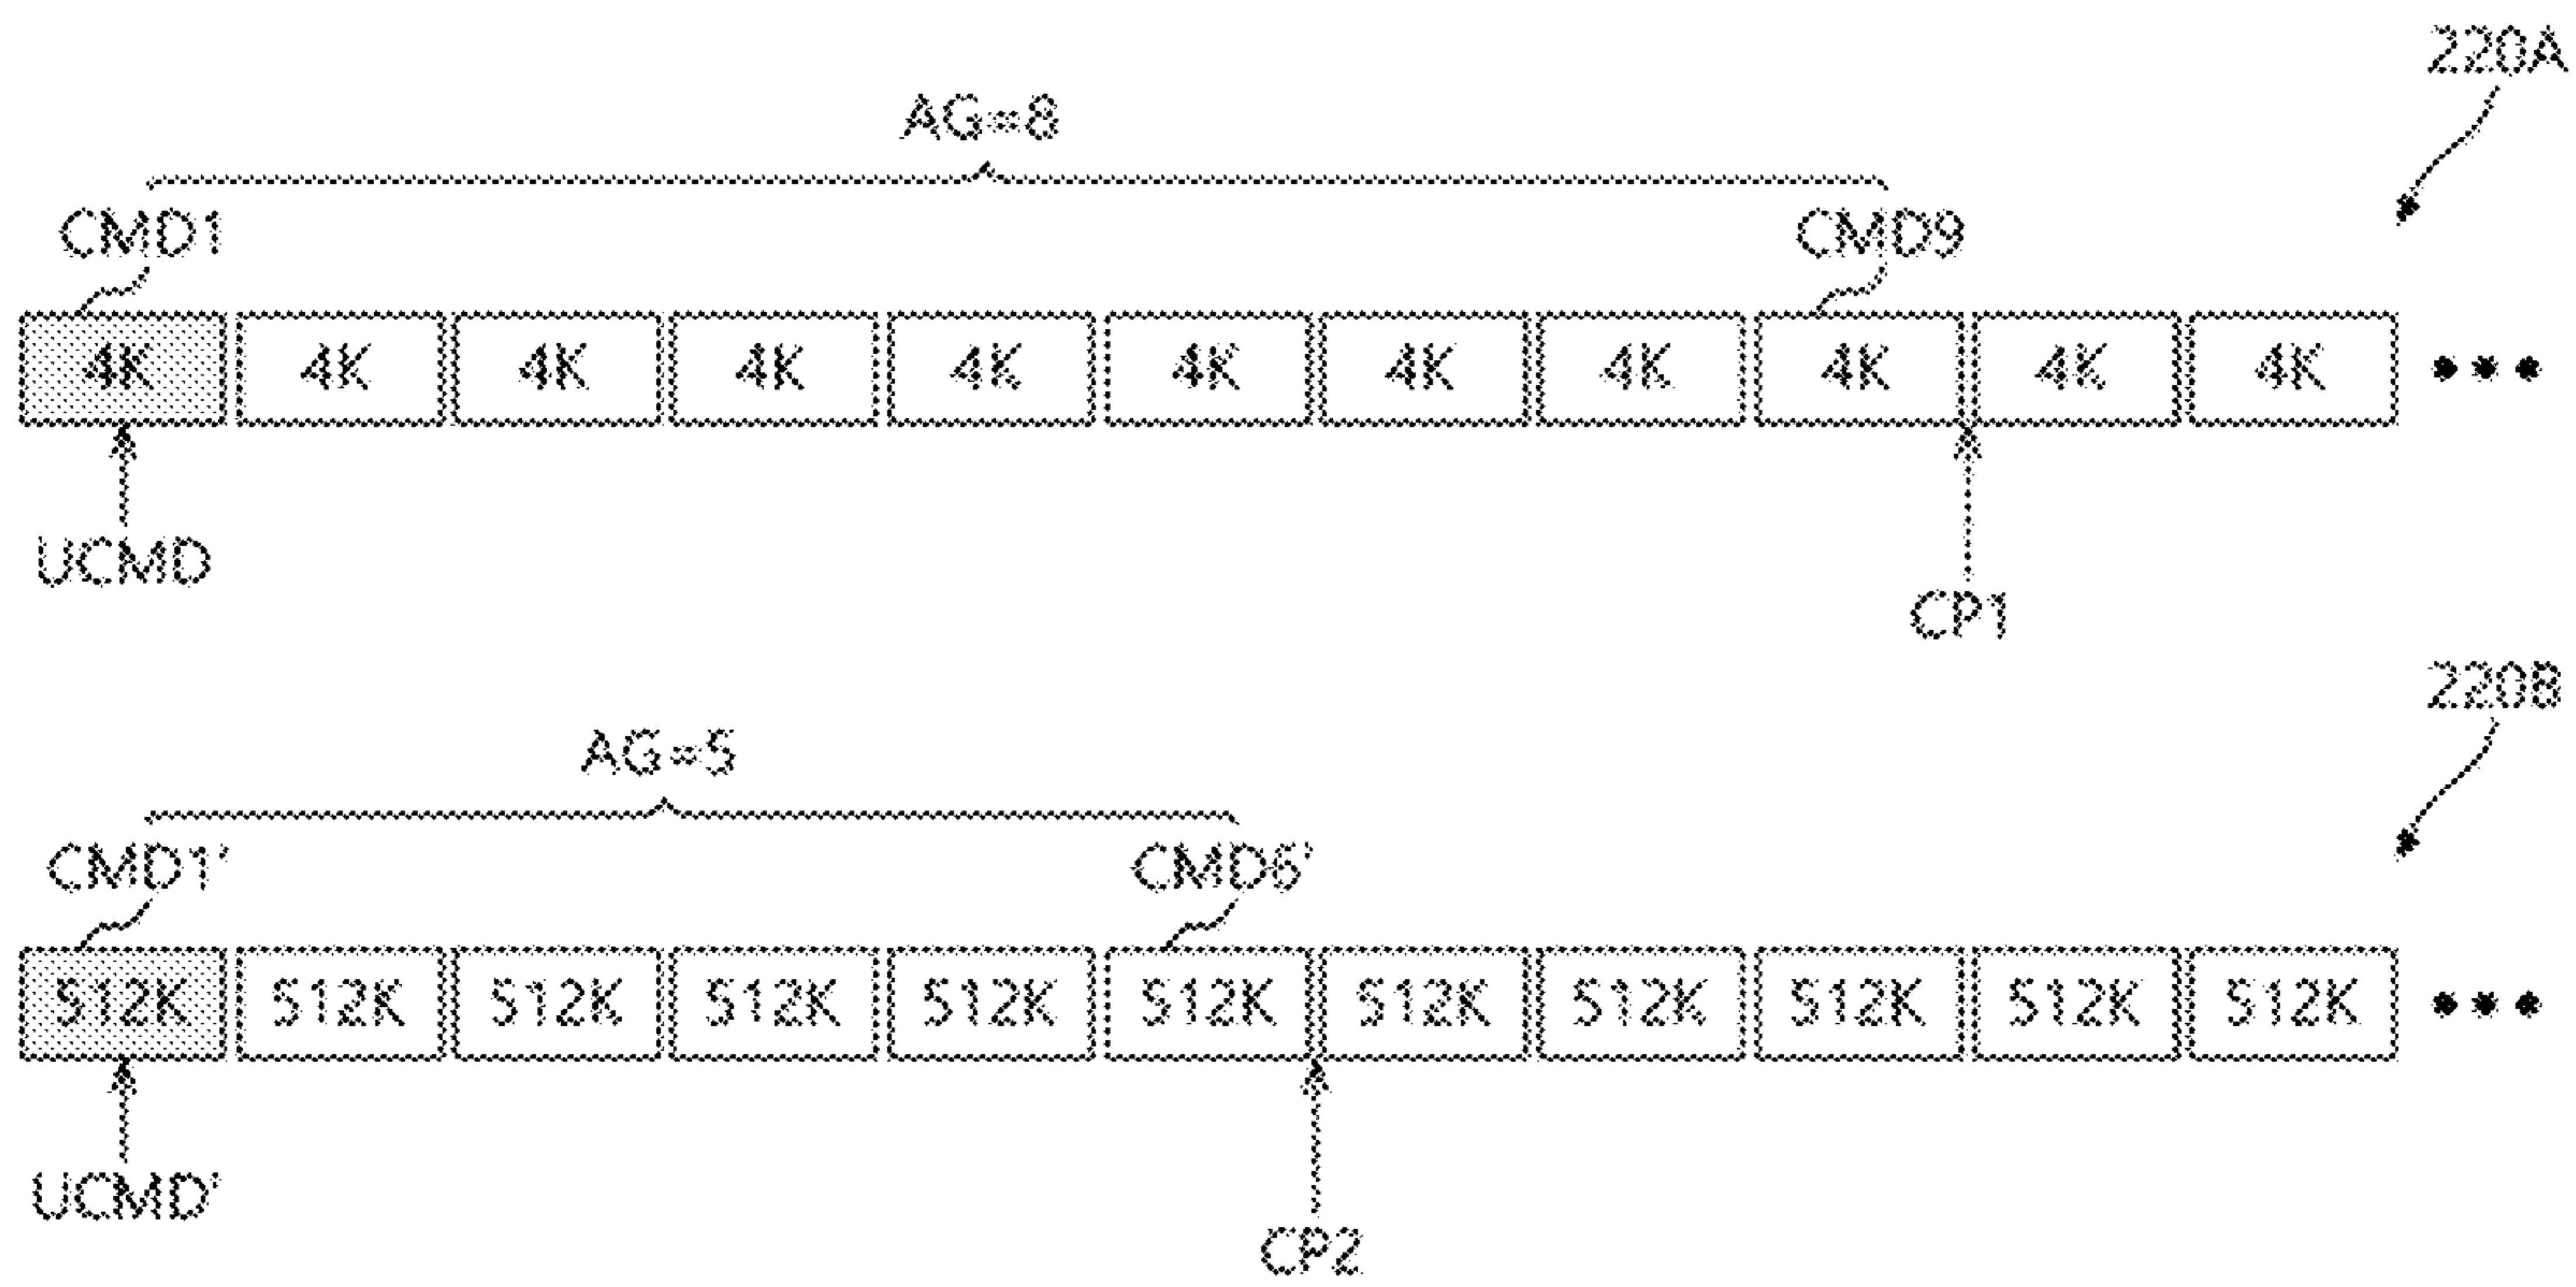 220A
AG=8
CMD1 CMD9
4K 4K 4K 4K 4K 4K 4K 4K 4K 4K 4K •••
UCMD
CP1
220B
AG=5
CMD1' CMD6'
512K 512K 512K 512K 512K 512K 512K 512K 512K 512K 512K •••
UCMD'
CP2